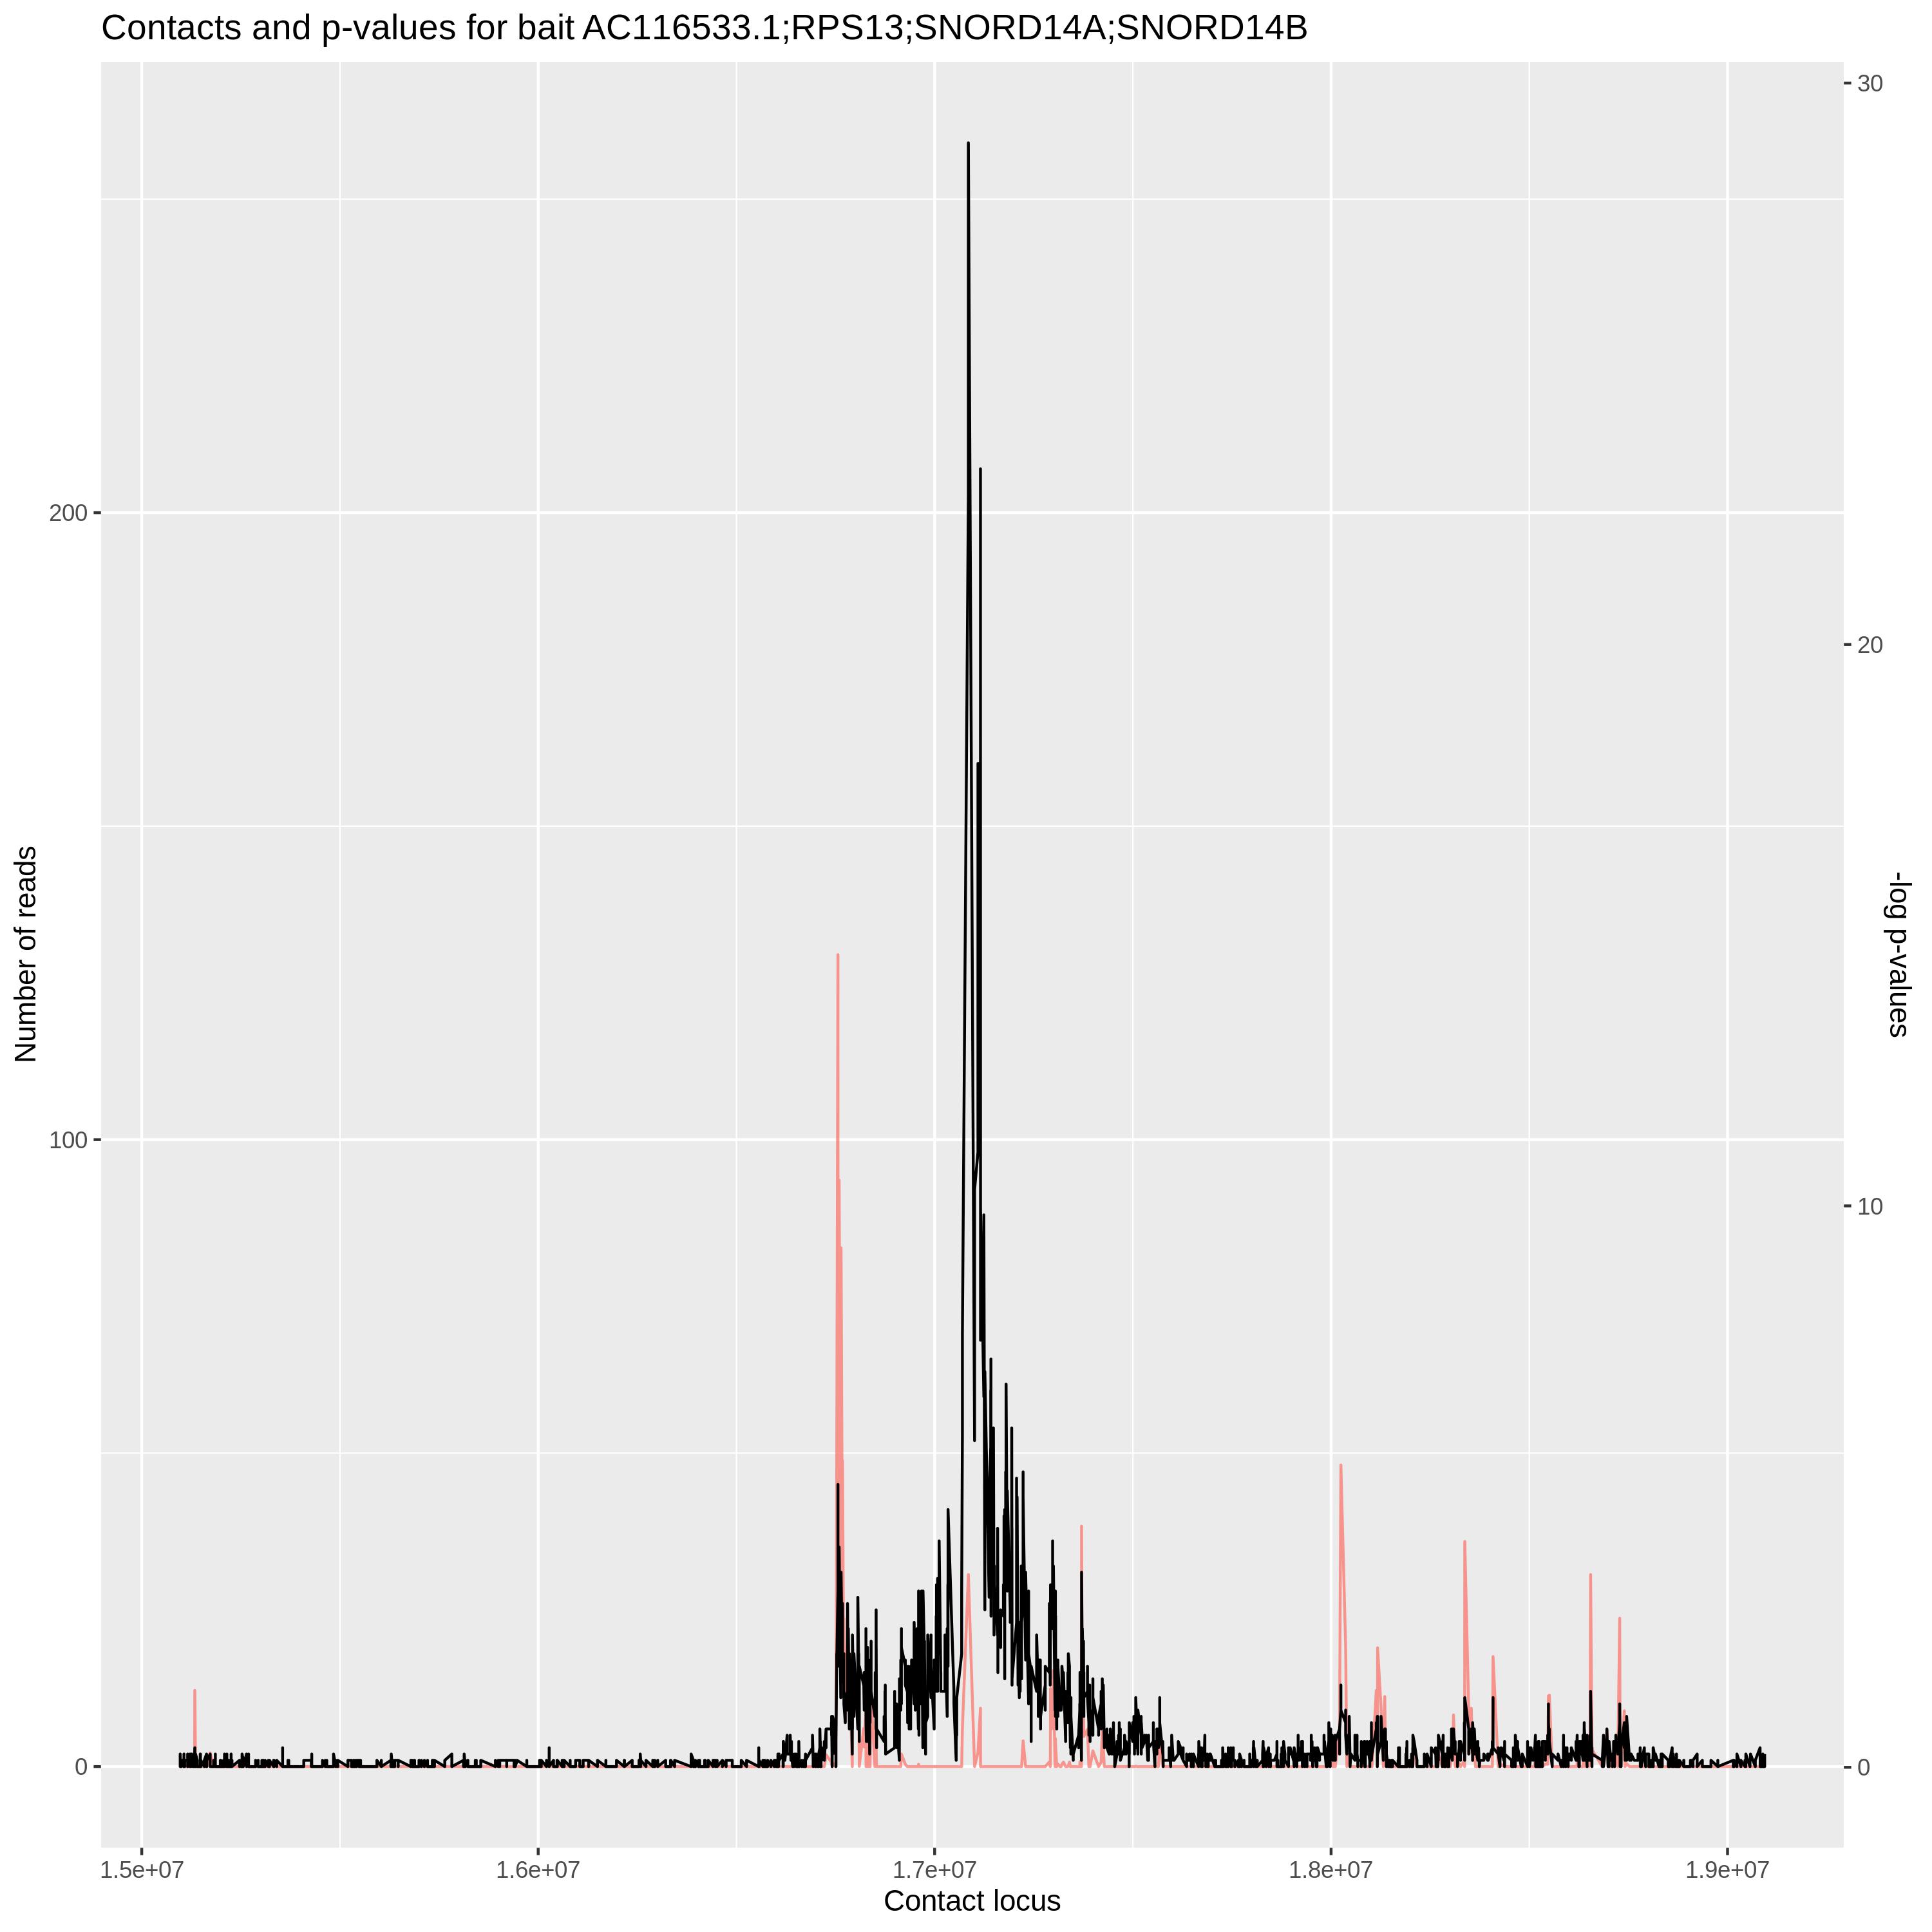 Contacts and p-values for bait AC116533.1;RPS13;SNORD14A;SNORD14B
30
200
20
Number of reads
-log p-values
100
10
0
0
1.5e+07
1.6e+07
1.7e+07
1.8e+07
1.9e+07
Contact locus